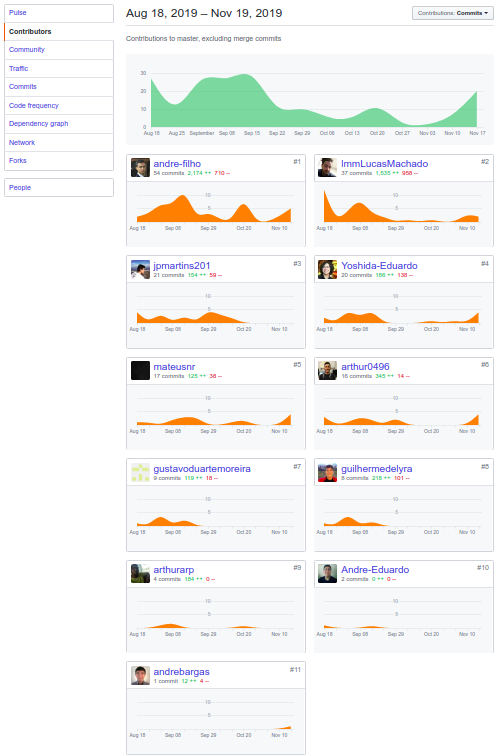 Pulse
Contributors
Community
Traffic
Commits
Code frequency
Dependency graph
Network
Forks
People
Aug 18, 2019 – Nov 19, 2019
Contributions: Commits
Contributions to master, excluding merge commits
30
20
10
0
Aug 18 Aug 25 September Sep 08 Sep 15 Sep 22 Sep 29 Oct 06 Oct 13 Oct 20 Oct 27 Nov 03 Nov 10 Nov 17
andre-filho #1
54 commits 2,174 ++ 710 --
10
5
Aug 18 Sep 08 Sep 29 Oct 20 Nov 10
ImmLucasMachado #2
37 commits 1,535 ++ 958 --
10
5
Aug 18 Sep 08 Sep 29 Oct 20 Nov 10
jpmartins201 #3
21 commits 154 ++ 59 --
10
5
Aug 18 Sep 08 Sep 29 Oct 20 Nov 10
Yoshida-Eduardo #4
20 commits 186 ++ 138 --
10
5
Aug 18 Sep 08 Sep 29 Oct 20 Nov 10
mateusnr #5
17 commits 125 ++ 38 --
10
5
Aug 18 Sep 08 Sep 29 Oct 20 Nov 10
arthur0496 #6
16 commits 345 ++ 14 --
10
5
Aug 18 Sep 08 Sep 29 Oct 20 Nov 10
gustavoduartemoreira #7
9 commits 119 ++ 18 --
10
5
Aug 18 Sep 08 Sep 29 Oct 20 Nov 10
guilhermedelyra #8
8 commits 218 ++ 101 --
10
5
Aug 18 Sep 08 Sep 29 Oct 20 Nov 10
arthurarp #9
4 commits 184 ++ 0 --
10
5
Aug 18 Sep 08 Sep 29 Oct 20 Nov 10
Andre-Eduardo #10
2 commits 0 ++ 0 --
10
5
Aug 18 Sep 08 Sep 29 Oct 20 Nov 10
andrebargas #11
1 commit 12 ++ 4 --
10
5
Aug 18 Sep 08 Sep 29 Oct 20 Nov 10